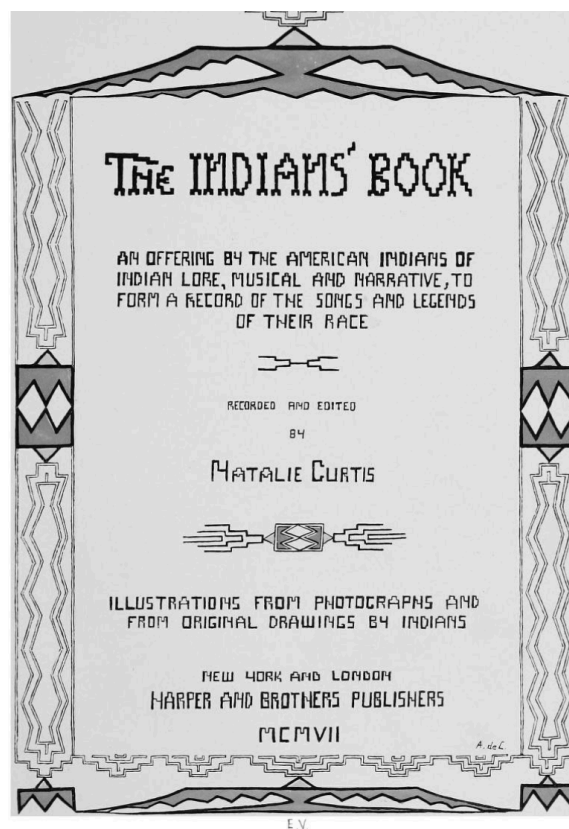 The INDIANS' BOOK
AN OFFERING BY THE AMERICAN INDIANS OF
INDIAN LORE, MUSICAL AND NARRATIVE, TO
FORM A RECORD OF THE SONGS AND LEGENDS
OF THEIR RACE
RECORDED AND EDITED
BY
NATALIE CURTIS
ILLUSTRATIONS FROM PHOTOGRAPHS AND
FROM ORIGINAL DRAWINGS BY INDIANS
NEW YORK AND LONDON
HARPER AND BROTHERS PUBLISHERS
MCMVII
A. de C.
E.V.